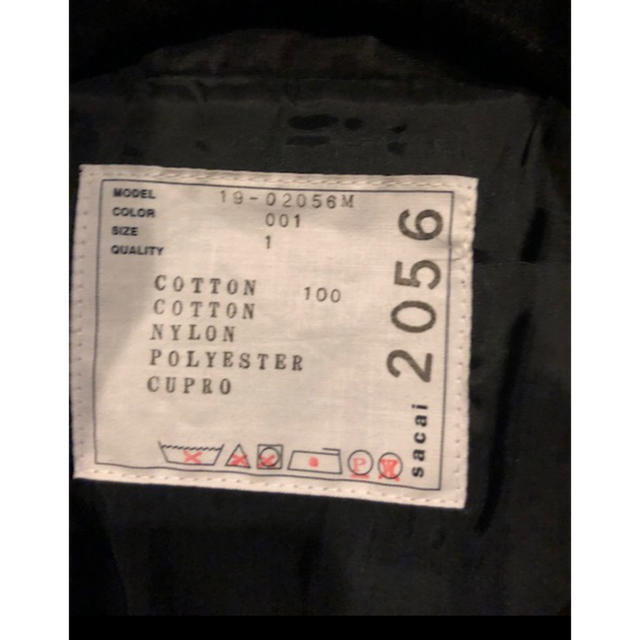 MODEL 19-02056M
COLOR 001
SIZE 1
QUALITY
COTTON 100
COTTON
NYLON
POLYESTER
CUPRO
sacai 2056